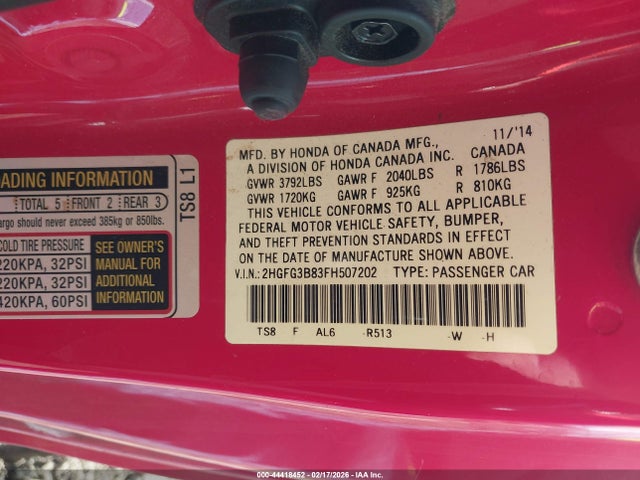 ADING INFORMATION
TOTAL 5 FRONT 2 REAR 3
argo should never exceed 385kg or 850lbs.
COLD TIRE PRESSURE
220KPA, 32PSI
220KPA, 32PSI
420KPA, 60PSI
SEE OWNER'S
MANUAL FOR
ADDITIONAL
INFORMATION
TS8 L1
11/'14
MFD. BY HONDA OF CANADA MFG.,
A DIVISION OF HONDA CANADA INC. CANADA
GVWR 3792LBS GAWR F 2040LBS R 1786LBS
GVWR 1720KG GAWR F 925KG R 810KG
THIS VEHICLE CONFORMS TO ALL APPLICABLE
FEDERAL MOTOR VEHICLE SAFETY, BUMPER,
AND THEFT PREVENTION STANDARDS IN EFFECT
ON THE DATE OF MANUFACTURE SHOWN ABOVE.
V.I.N.: 2HGFG3B83FH507202 TYPE: PASSENGER CAR
TS8 F AL6 -R513 -W -H
000-44418452 - 02/17/2026 - IAA Inc.